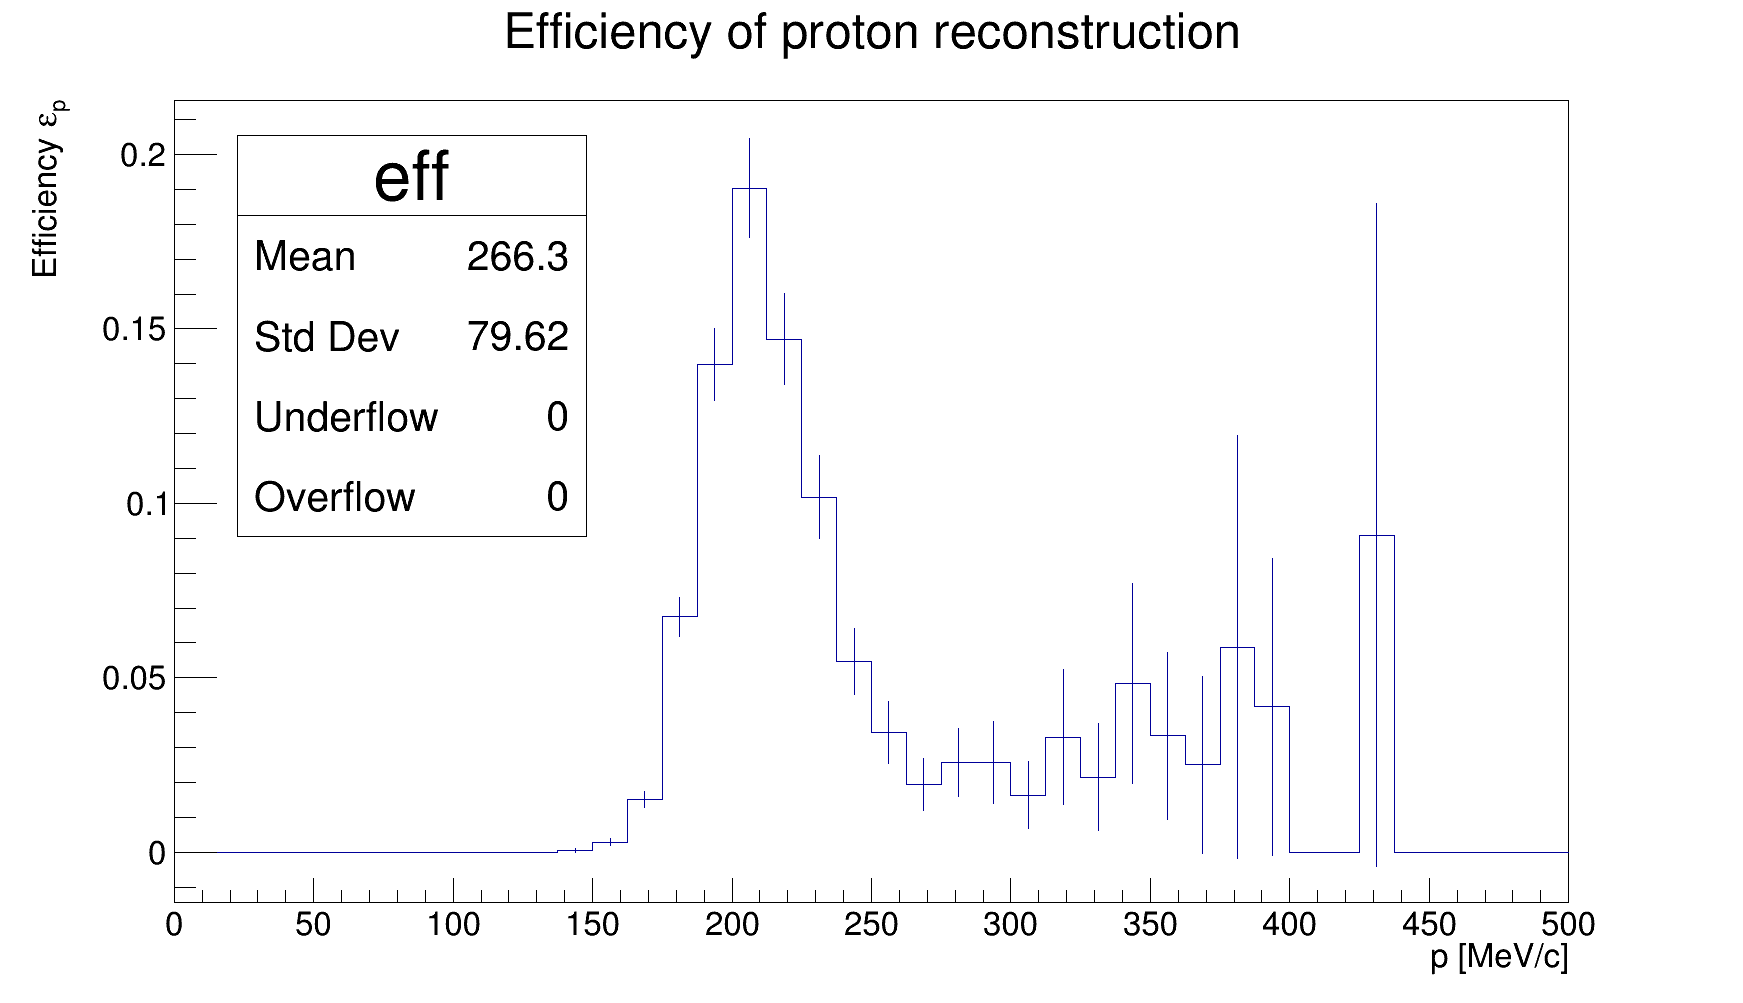 Efficiency of proton reconstruction
Efficiency εp
0.2
0.15
0.1
0.05
0
eff
Mean 266.3
Std Dev 79.62
Underflow 0
Overflow 0
0 50 100 150 200 250 300 350 400 450 500
p [MeV/c]